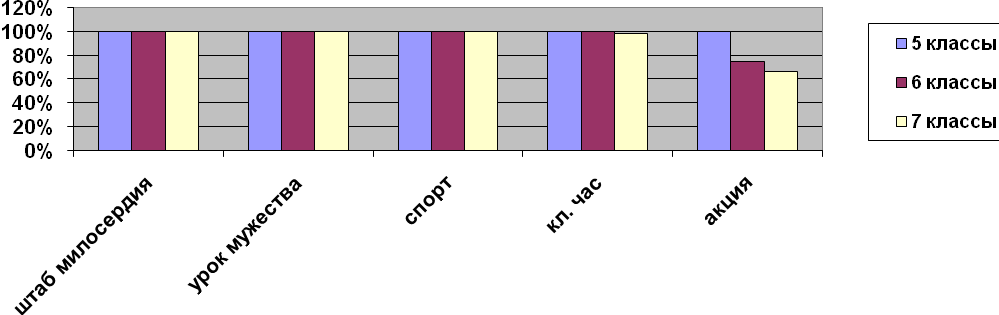 120%
100%
80%
60%
40%
20%
0%
штаб милосердия
урок мужества
спорт
кл. час
акция
5 классы
6 классы
7 классы